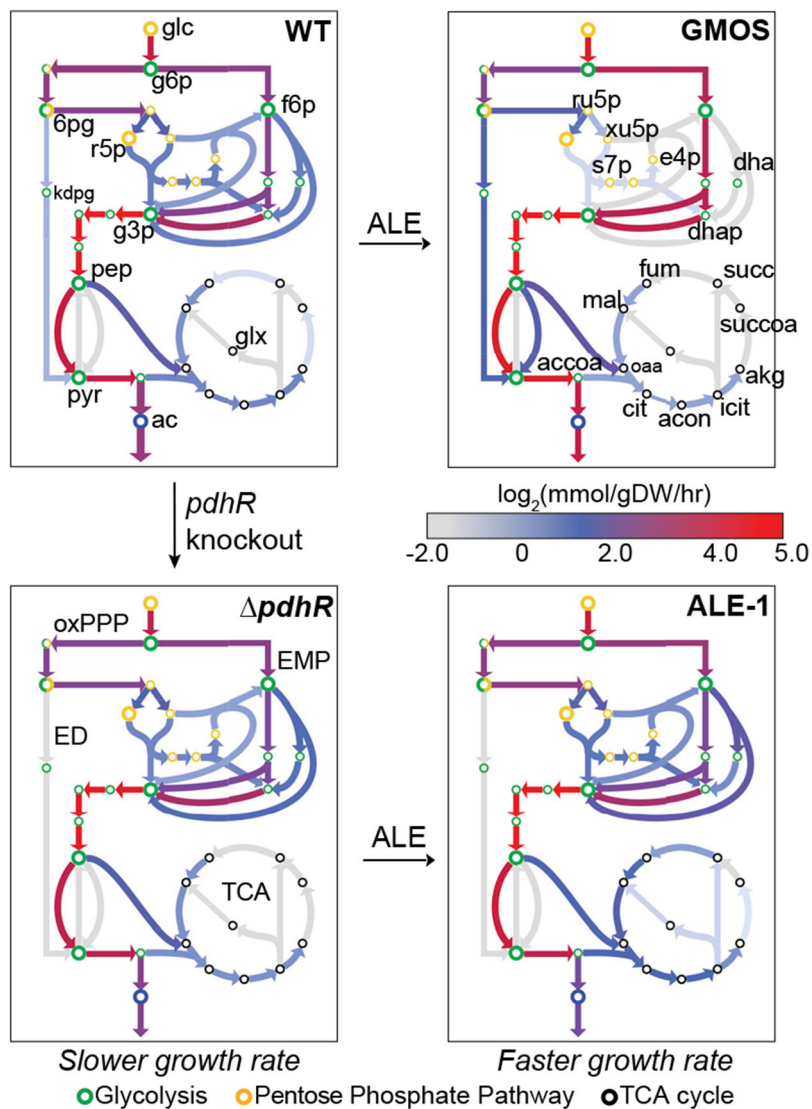 WT
glc
g6p
f6p
6pg
r5p
kdpg
g3p
pep
glx
pyr
ac
ALE
GMOS
ru5p
xu5p
s7p
e4p
dha
dhap
fum
succ
mal
succoa
accoa
oaa
akg
cit
acon
icit
pdhR
knockout
log2(mmol/gDW/hr)
-2.0 0 2.0 4.0 5.0
ΔpdhR
oxPPP
EMP
ED
TCA
ALE
ALE-1
Slower growth rate
Faster growth rate
Glycolysis Pentose Phosphate Pathway TCA cycle